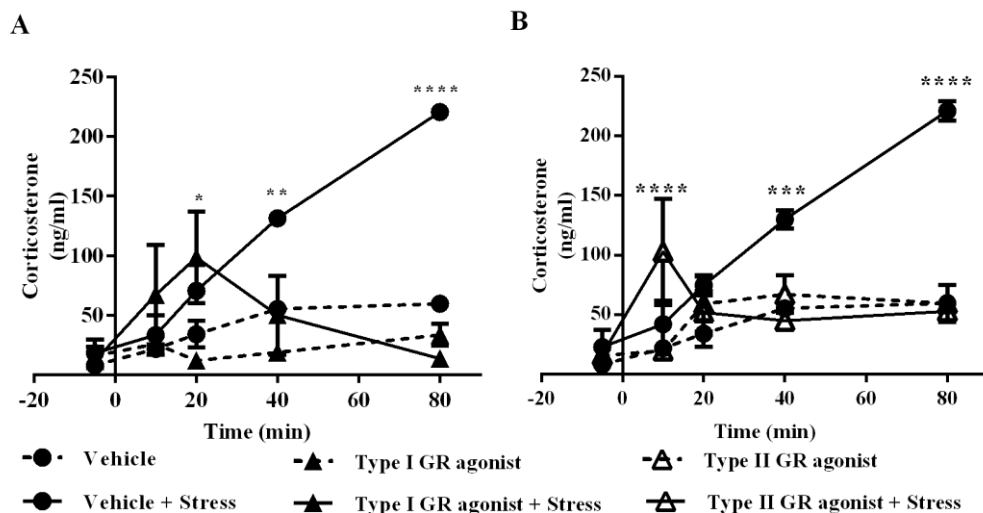 A
B
250
200
150
100
50
-20
0
20
40
60
80
Corticosterone
(ng/ml)
Time (min)
*
**
****
250
200
150
100
50
-20
0
20
40
60
80
Corticosterone
(ng/ml)
Time (min)
****
***
****
Vehicle
Type I GR agonist
Type II GR agonist
Vehicle + Stress
Type I GR agonist + Stress
Type II GR agonist + Stress